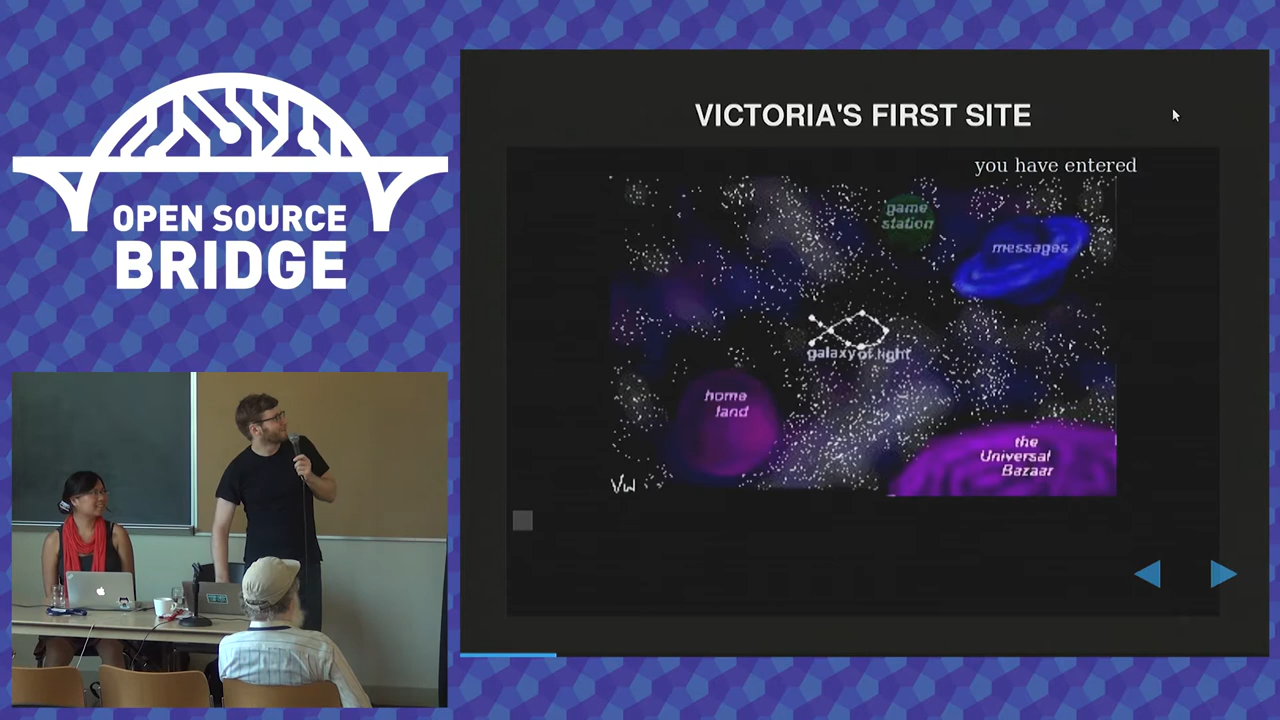 OPEN SOURCE
BRIDGE
VICTORIA'S FIRST SITE
you have entered
game
station
messages
galaxy of light
home
land
the
Universal
Bazaar
Vw